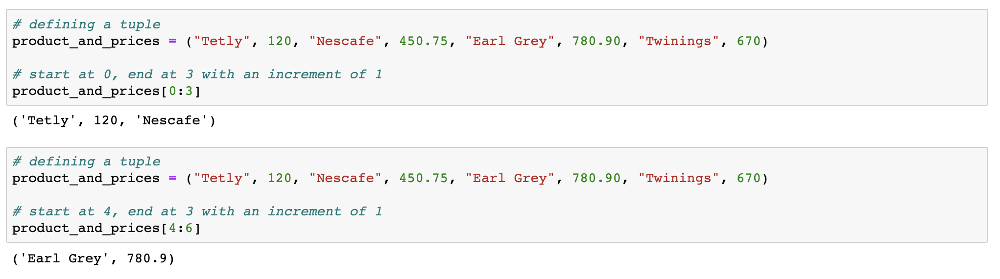 # defining a tuple
product_and_prices = ("Tetly", 120, "Nescafe", 450.75, "Earl Grey", 780.90, "Twinings", 670)
# start at 0, end at 3 with an increment of 1
product_and_prices[0:3]
('Tetly', 120, 'Nescafe')
# defining a tuple
product_and_prices = ("Tetly", 120, "Nescafe", 450.75, "Earl Grey", 780.90, "Twinings", 670)
# start at 4, end at 3 with an increment of 1
product_and_prices[4:6]
('Earl Grey', 780.9)